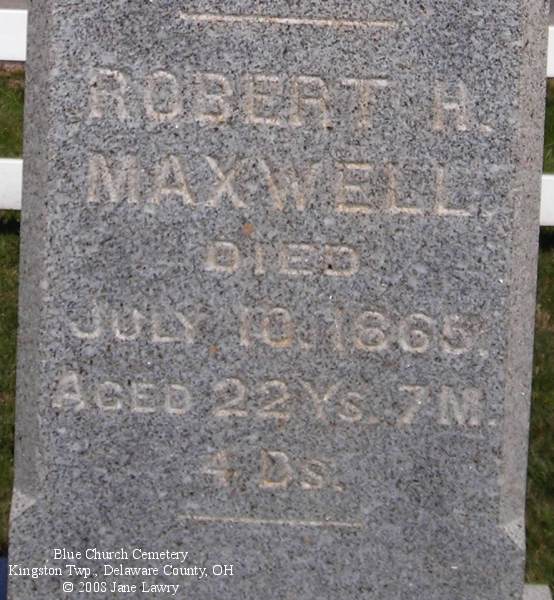 ROBERT H.
MAXWELL.
DIED
JULY 10, 1865.
AGED 22 YS. 7 M.
4 DS.
Blue Church Cemetery
Kingston Twp., Delaware County, OH
© 2008 Jane Lawry